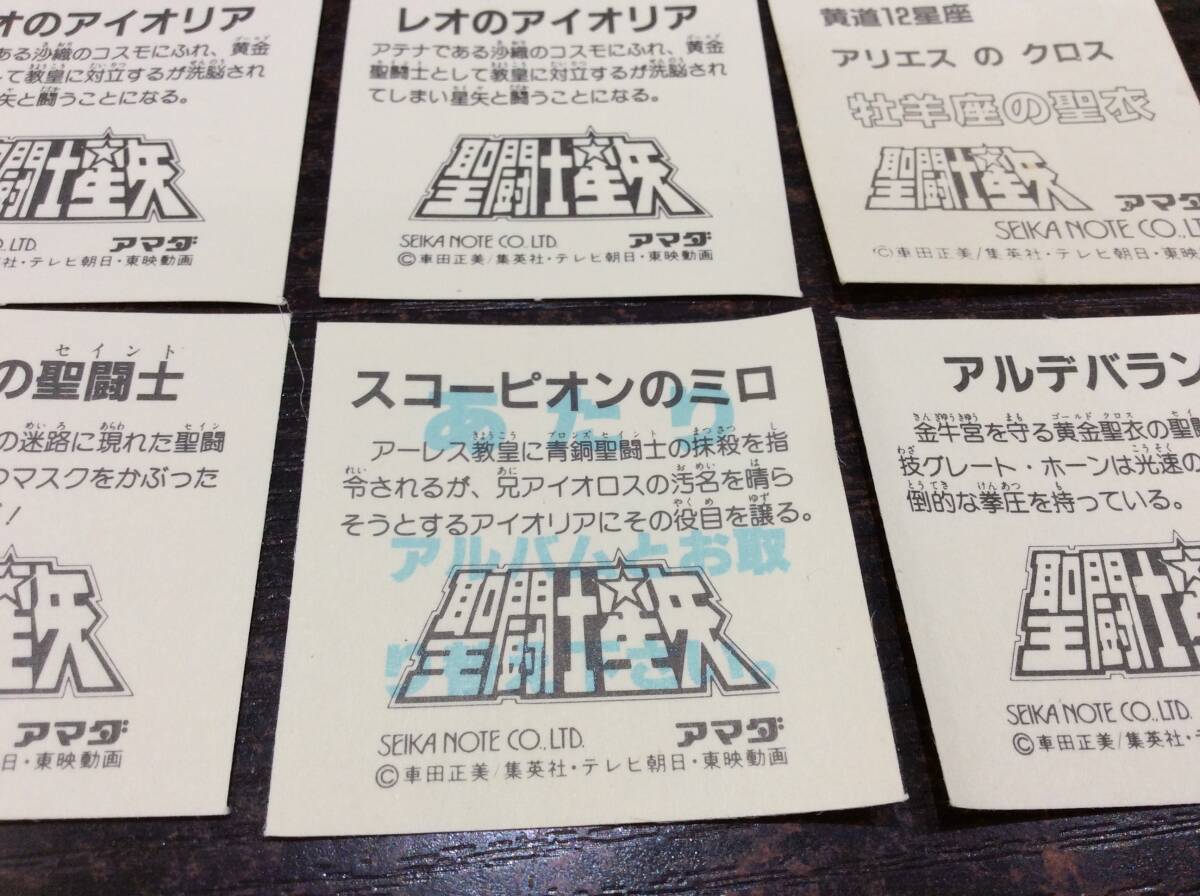 オのアイオリア
ある沙織のコスモにふれ、黄金
して教皇に対立するが洗脳され
矢と闘うことになる。
闘士星矢
CO., LTD.
アマダ
社・テレビ朝日・東映動画
レオのアイオリア
アテナである沙織のコスモにふれ、黄金
聖闘士として教皇に対立するが洗脳され
てしまい星矢と闘うことになる。
聖闘士星矢
SEIKA NOTE CO., LTD.
アマダ
©車田正美/集英社・テレビ朝日・東映動画
黄道12星座
アリエス の クロス
牡羊座の聖衣
聖闘士星矢
アマダ
SEIKA NOTE CO., LTD.
©車田正美/集英社・テレビ朝日・東映
の聖闘士
セイント
の迷路に現れた聖闘
マスクをかぶった
!
星矢
アマダ
日・東映動画
スコーピオンのミロ
あたり
アーレス教皇に青銅聖闘士の抹殺を指
令されるが、兄アイオロスの汚名を晴ら
そうとするアイオリアにその役目を譲る。
アルバムとお取
り替え下さい。
聖闘士星矢
SEIKA NOTE CO., LTD.
アマダ
©車田正美/集英社・テレビ朝日・東映動画
アルデバラン
金牛宮を守る黄金聖衣の聖闘
技グレート・ホーンは光速の
倒的な拳圧を持っている。
聖闘士星
SEIKA NOTE CO., LTD.
©車田正美/集英社・テ